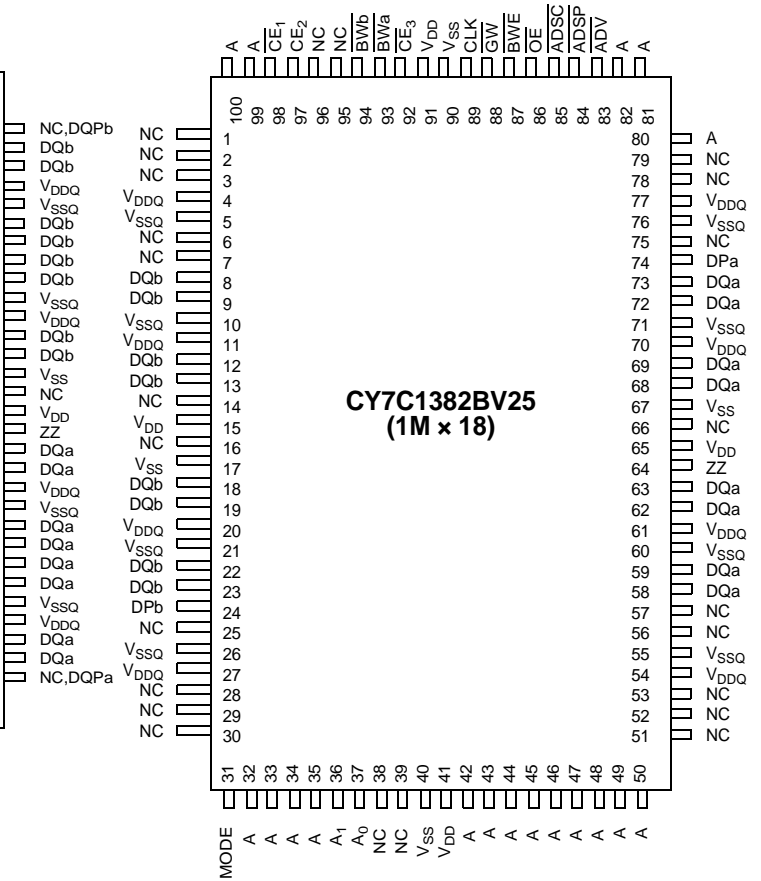 A
A
CE1
CE2
NC
NC
BWb
BWa
CE3
VDD
VSS
CLK
GW
BWE
OE
ADSC
ADSP
ADV
A
A
100
99
98
97
96
95
94
93
92
91
90
89
88
87
86
85
84
83
82
81
NC,DQPb
DQb
DQb
VDDQ
VSSQ
DQb
DQb
DQb
DQb
VSSQ
VDDQ
DQb
DQb
VSS
NC
VDD
ZZ
DQa
DQa
VDDQ
VSSQ
DQa
DQa
DQa
DQa
VSSQ
VDDQ
DQa
DQa
NC,DQPa
NC 1
NC 2
NC 3
VDDQ 4
VSSQ 5
NC 6
NC 7
DQb 8
DQb 9
VSSQ 10
VDDQ 11
DQb 12
DQb 13
NC 14
VDD 15
NC 16
VSS 17
DQb 18
DQb 19
VDDQ 20
VSSQ 21
DQb 22
DQb 23
DPb 24
NC 25
VSSQ 26
VDDQ 27
NC 28
NC 29
NC 30
CY7C1382BV25
(1M × 18)
80 A
79 NC
78 NC
77 VDDQ
76 VSSQ
75 NC
74 DPa
73 DQa
72 DQa
71 VSSQ
70 VDDQ
69 DQa
68 DQa
67 VSS
66 NC
65 VDD
64 ZZ
63 DQa
62 DQa
61 VDDQ
60 VSSQ
59 DQa
58 DQa
57 NC
56 NC
55 VSSQ
54 VDDQ
53 NC
52 NC
51 NC
31
32
33
34
35
36
37
38
39
40
41
42
43
44
45
46
47
48
49
50
MODE
A
A
A
A
A1
A0
NC
NC
VSS
VDD
A
A
A
A
A
A
A
A
A